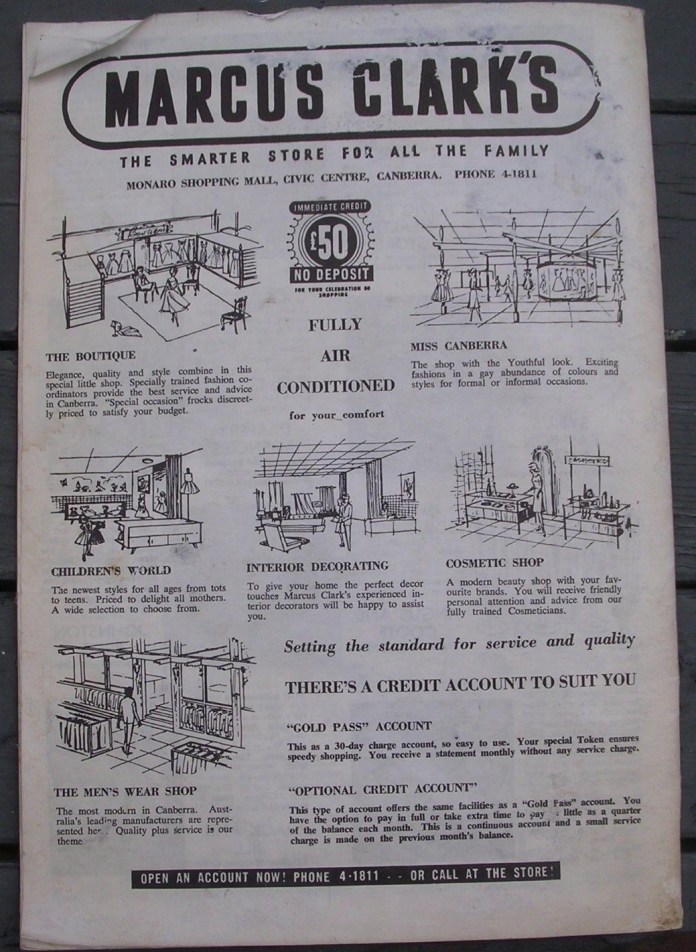 MARCUS CLARK'S
THE SMARTER STORE FOR ALL THE FAMILY
MONARO SHOPPING MALL, CIVIC CENTRE, CANBERRA. PHONE 4-1811
IMMEDIATE CREDIT
£50
NO DEPOSIT
FOR YOUR CELEBRATION 50
SHOPPING
FULLY
AIR
CONDITIONED
for your comfort
THE BOUTIQUE
Elegance, quality and style combine in this
special little shop. Specially trained fashion co-
ordinators provide the best service and advice
in Canberra. "Special occasion" frocks discreet-
ly priced to satisfy your budget.
MISS CANBERRA
The shop with the Youthful look. Exciting
fashions in a gay abundance of colours and
styles for formal or informal occasions.
CHILDREN'S WORLD
The newest styles for all ages from tots
to teens. Priced to delight all mothers.
A wide selection to choose from.
INTERIOR DECORATING
To give your home the perfect decor
touches Marcus Clark's experienced in-
terior decorators will be happy to assist
you.
COSMETICS
COSMETIC SHOP
A modern beauty shop with your fav-
ourite brands. You will receive friendly
personal attention and advice from our
fully trained Cosmeticians.
THE MEN'S WEAR SHOP
The most modern in Canberra. Aust-
ralia's leading manufacturers are repre-
sented he. Quality plus service is our
theme
Setting the standard for service and quality
THERE'S A CREDIT ACCOUNT TO SUIT YOU
"GOLD PASS" ACCOUNT
This as a 30-day charge account, so easy to use. Your special Token ensures
speedy shopping. You receive a statement monthly without any service charge.
"OPTIONAL CREDIT ACCOUNT"
This type of account offers the same facilities as a "Gold Pass" account. You
have the option to pay in full or take extra time to pay little as a quarter
of the balance each month. This is a continuous account and a small service
charge is made on the previous month's balance.
OPEN AN ACCOUNT NOW! PHONE 4-1811 - - OR CALL AT THE STORE!